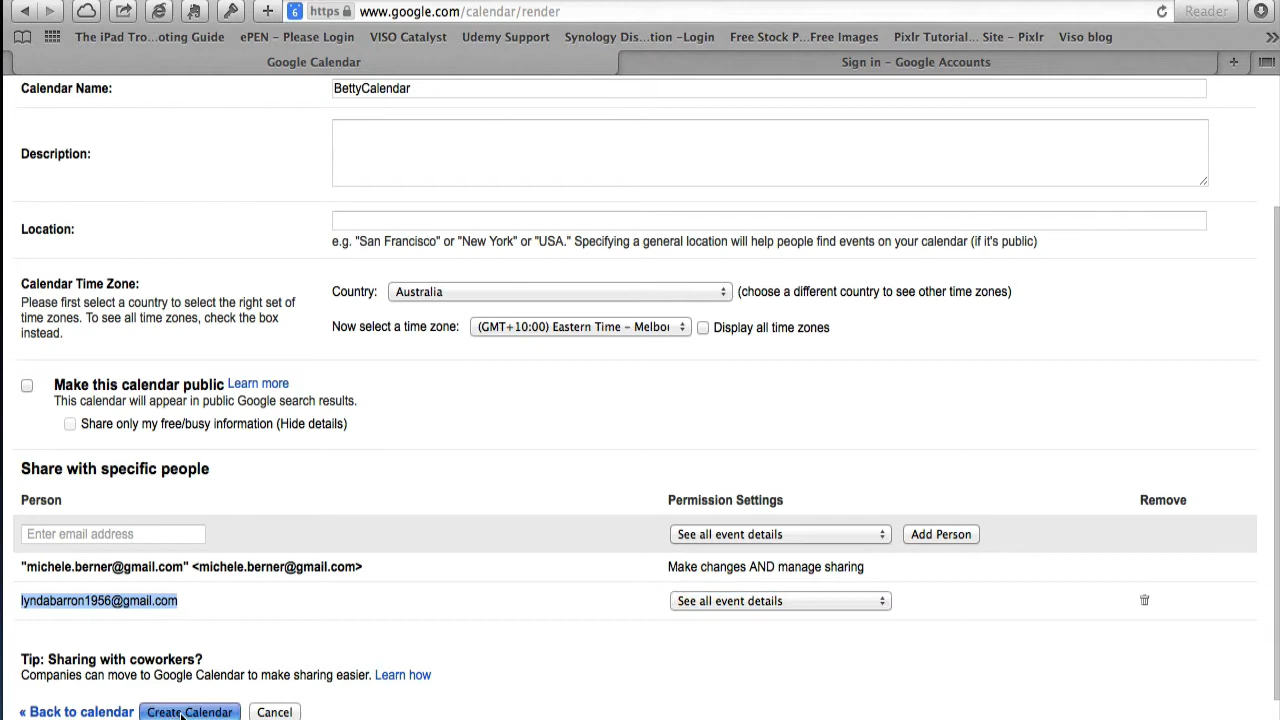 6 https www.google.com/calendar/render Reader
The iPad Tro...oting Guide ePEN – Please Login VISO Catalyst Udemy Support Synology Dis...tion –Login Free Stock P...Free Images Pixlr Tutorial... Site – Pixlr Viso blog
Google Calendar Sign in – Google Accounts
Calendar Name: BettyCalendar
Description:
Location:
e.g. "San Francisco" or "New York" or "USA." Specifying a general location will help people find events on your calendar (if it's public)
Calendar Time Zone:
Please first select a country to select the right set of
time zones. To see all time zones, check the box
instead.
Country: Australia (choose a different country to see other time zones)
Now select a time zone: (GMT+10:00) Eastern Time – Melbo Display all time zones
Make this calendar public Learn more
This calendar will appear in public Google search results.
Share only my free/busy information (Hide details)
Share with specific people
Person Permission Settings Remove
Enter email address See all event details Add Person
"michele.berner@gmail.com" <michele.berner@gmail.com> Make changes AND manage sharing
lyndabarron1956@gmail.com See all event details
Tip: Sharing with coworkers?
Companies can move to Google Calendar to make sharing easier. Learn how
« Back to calendar Create Calendar Cancel